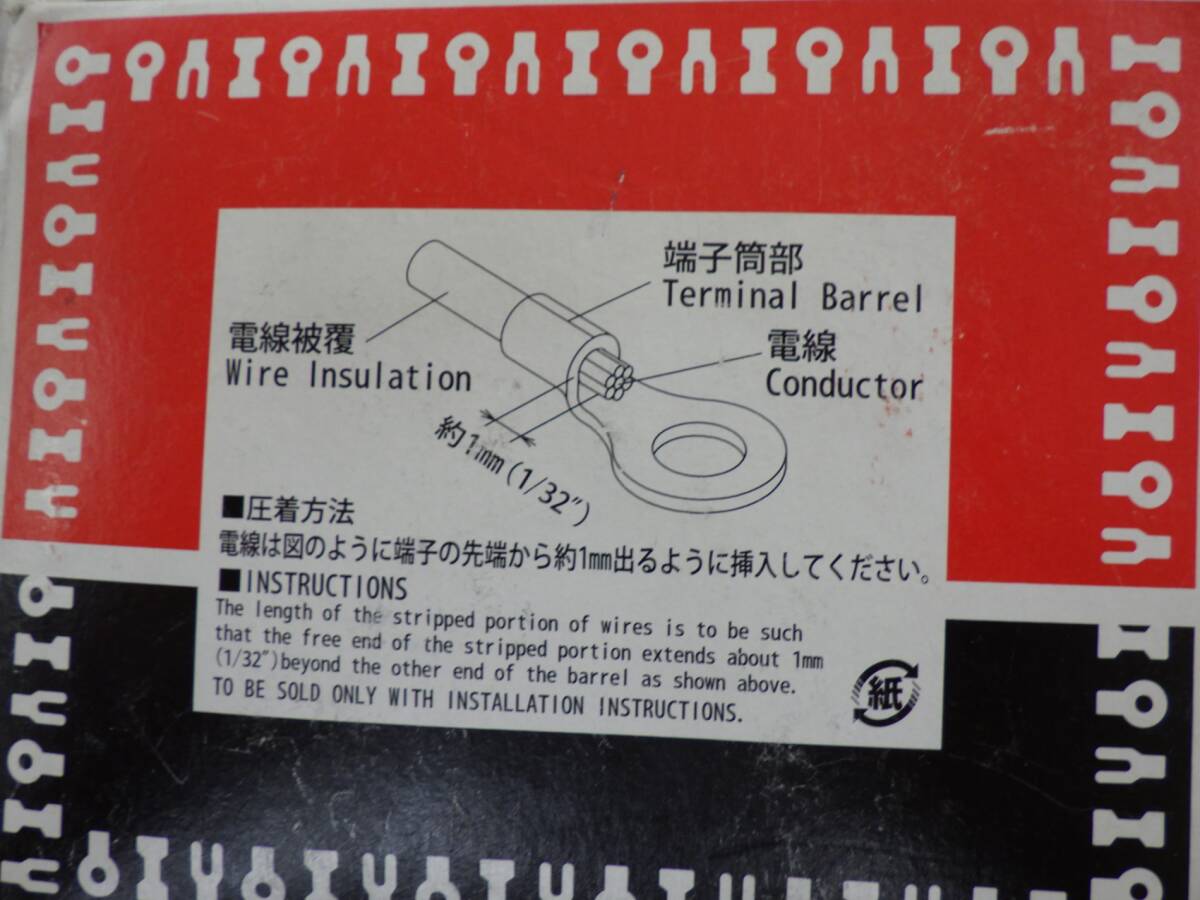 端子筒部
Terminal Barrel
電線被覆
Wire Insulation
電線
Conductor
約1mm(1/32")
■圧着方法
電線は図のように端子の先端から約1mm出るように挿入してください。
■INSTRUCTIONS
The length of the stripped portion of wires is to be such
that the free end of the stripped portion extends about 1mm
(1/32")beyond the other end of the barrel as shown above.
TO BE SOLD ONLY WITH INSTALLATION INSTRUCTIONS.
紙